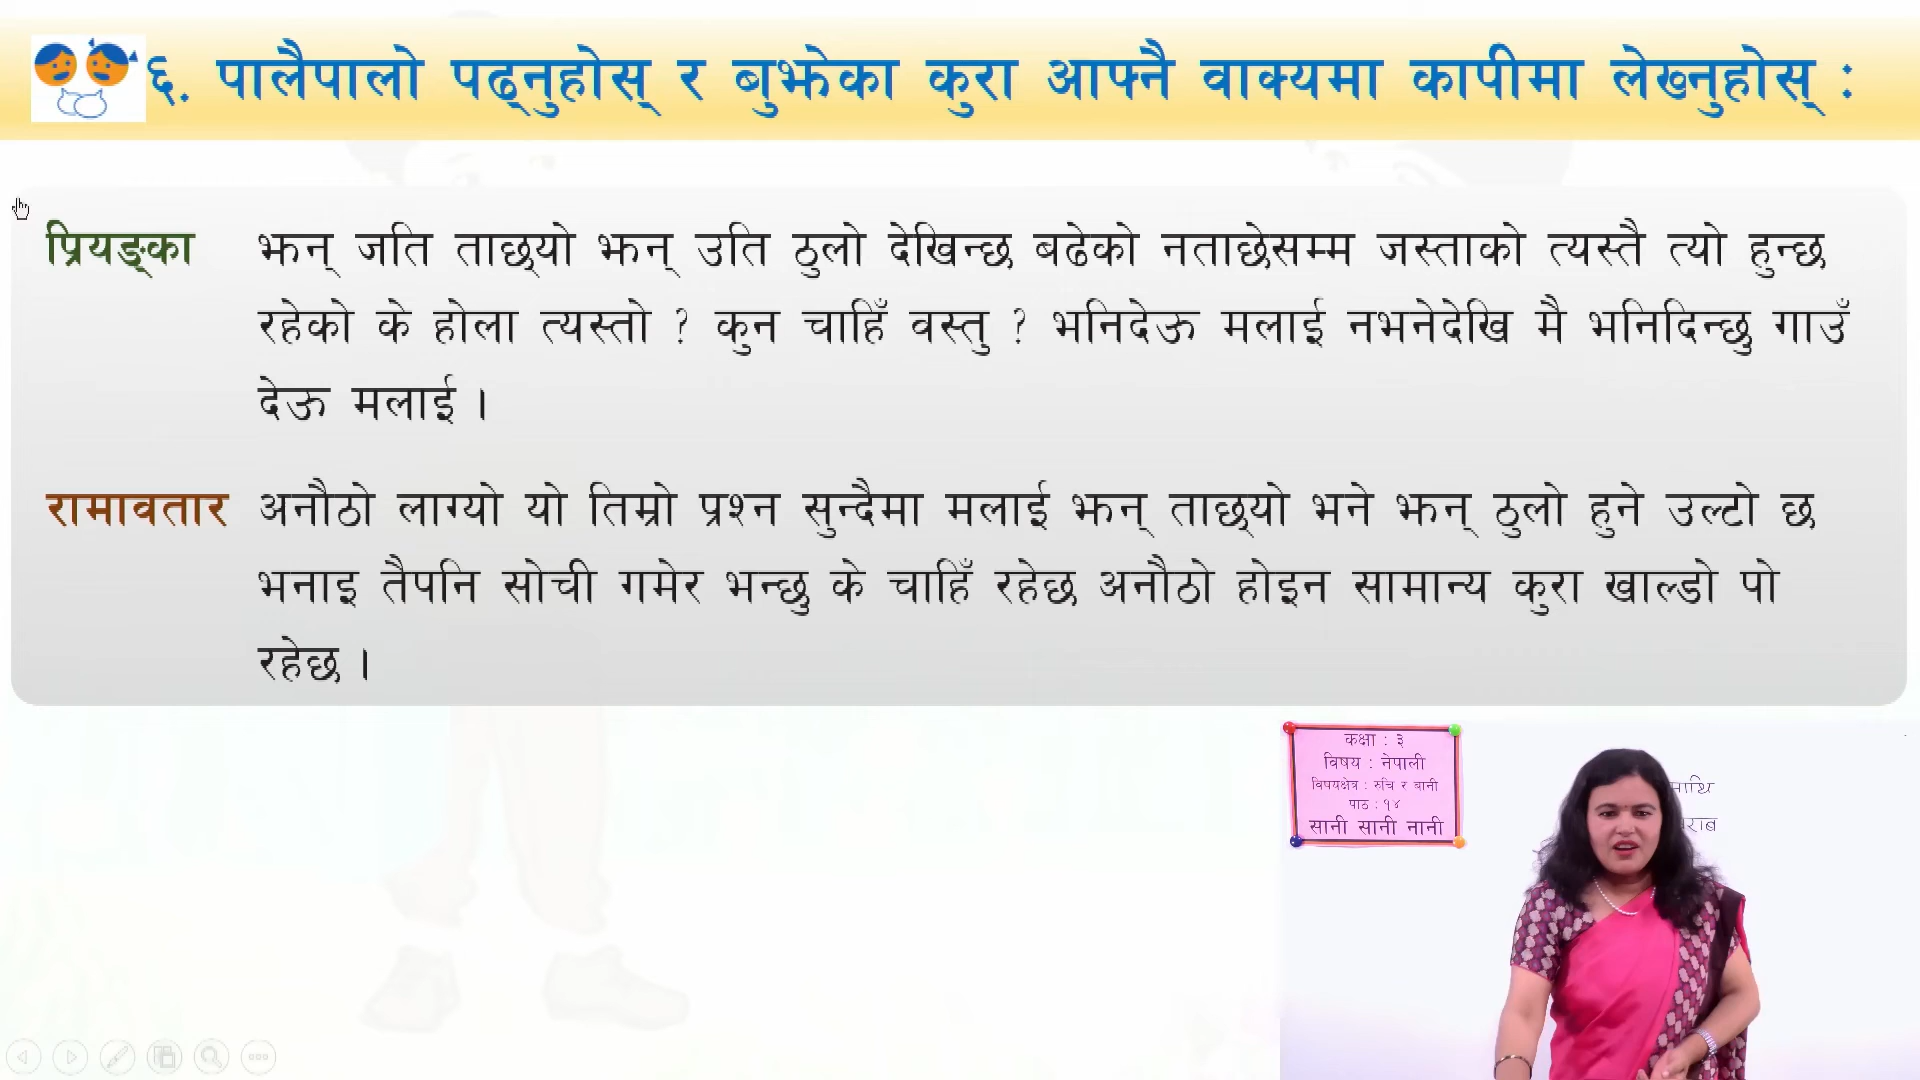 ६. पालैपालो पढ्नुहोस् र बुझेका कुरा आफ्नै वाक्यमा कापीमा लेख्नुहोस् :
प्रियङ्का झन् जति ताछ्यो झन् उति ठुलो देखिन्छ बढेको नताछेसम्म जस्ताको त्यस्तै त्यो हुन्छ
रहेको के होला त्यस्तो ? कुन चाहिँ वस्तु ? भनिदेऊ मलाई नभनेदेखि मै भनिदिन्छु गाउँ
देऊ मलाई ।
रामावतार अनौठो लाग्यो यो तिम्रो प्रश्न सुन्दैमा मलाई झन् ताछ्यो भने झन् ठुलो हुने उल्टो छ
भनाइ तैपनि सोची गमेर भन्छु के चाहिँ रहेछ अनौठो होइन सामान्य कुरा खाल्डो पो
रहेछ ।
कक्षा : ३
विषय : नेपाली
विषयक्षेत्र : रुचि र बानी
पाठ : १४
सानी सानी नानी